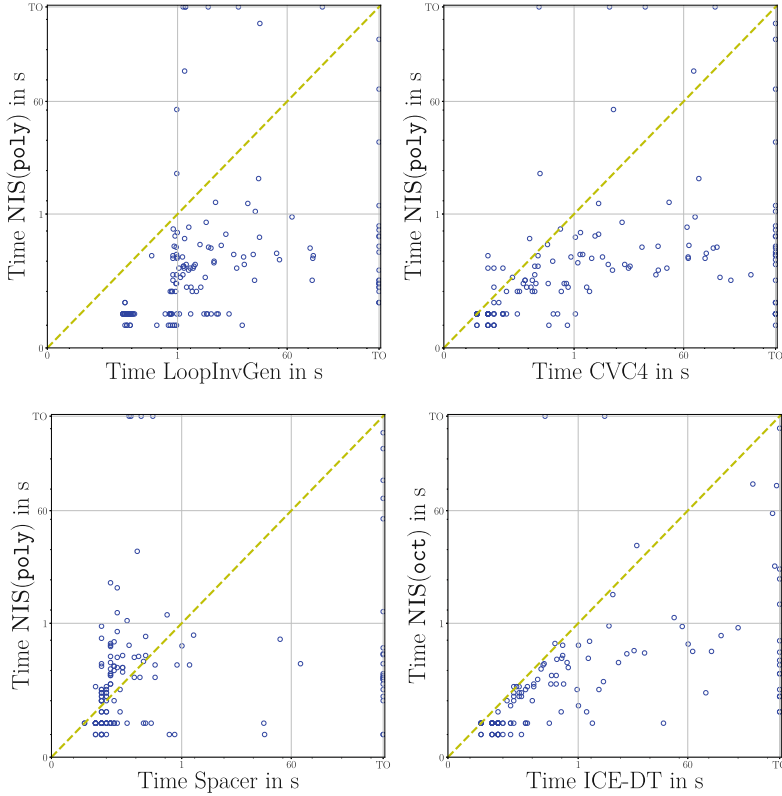 TO
TO
60
60
Time NIS(poly) in s
Time NIS(poly) in s
1
1
0
0
0
1
60
TO
0
1
60
TO
Time LoopInvGen in s
Time CVC4 in s
TO
TO
60
60
Time NIS(poly) in s
Time NIS(oct) in s
1
1
0
0
0
1
60
TO
0
1
60
TO
Time Spacer in s
Time ICE-DT in s